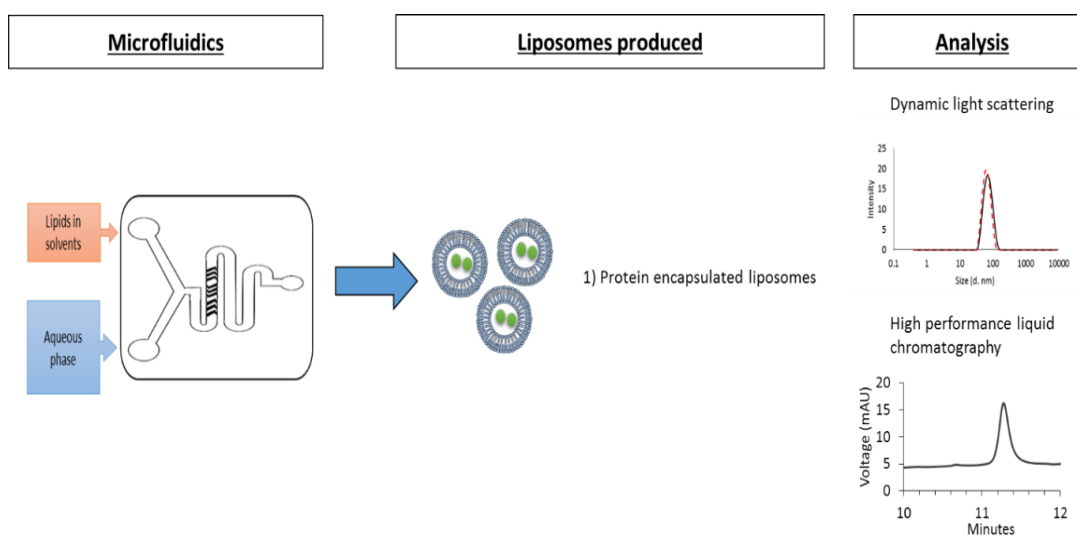 Microfluidics
Liposomes produced
Analysis
Lipids in
solvents
Aqueous
phase
1) Protein encapsulated liposomes
Dynamic light scattering
Intensity
25
20
15
10
5
0
0.1 1 10 100 1000 10000
Size (d. nm)
High performance liquid
chromatography
Voltage (mAU)
20
15
10
5
0
10 11 12
Minutes